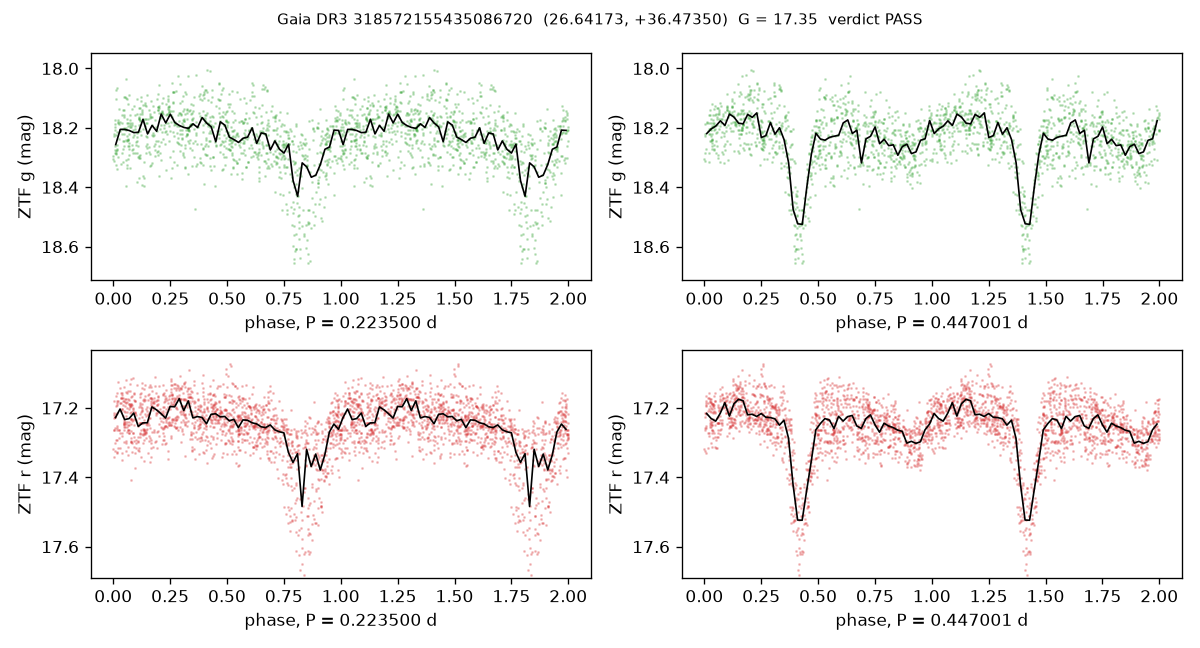 Gaia DR3 318572155435086720 (26.64173, +36.47350) G = 17.35 verdict PASS
ZTF g (mag)
18.0
18.2
18.4
18.6
0.00 0.25 0.50 0.75 1.00 1.25 1.50 1.75 2.00
phase, P = 0.223500 d
ZTF g (mag)
18.0
18.2
18.4
18.6
0.00 0.25 0.50 0.75 1.00 1.25 1.50 1.75 2.00
phase, P = 0.447001 d
ZTF r (mag)
17.2
17.4
17.6
0.00 0.25 0.50 0.75 1.00 1.25 1.50 1.75 2.00
phase, P = 0.223500 d
ZTF r (mag)
17.2
17.4
17.6
0.00 0.25 0.50 0.75 1.00 1.25 1.50 1.75 2.00
phase, P = 0.447001 d